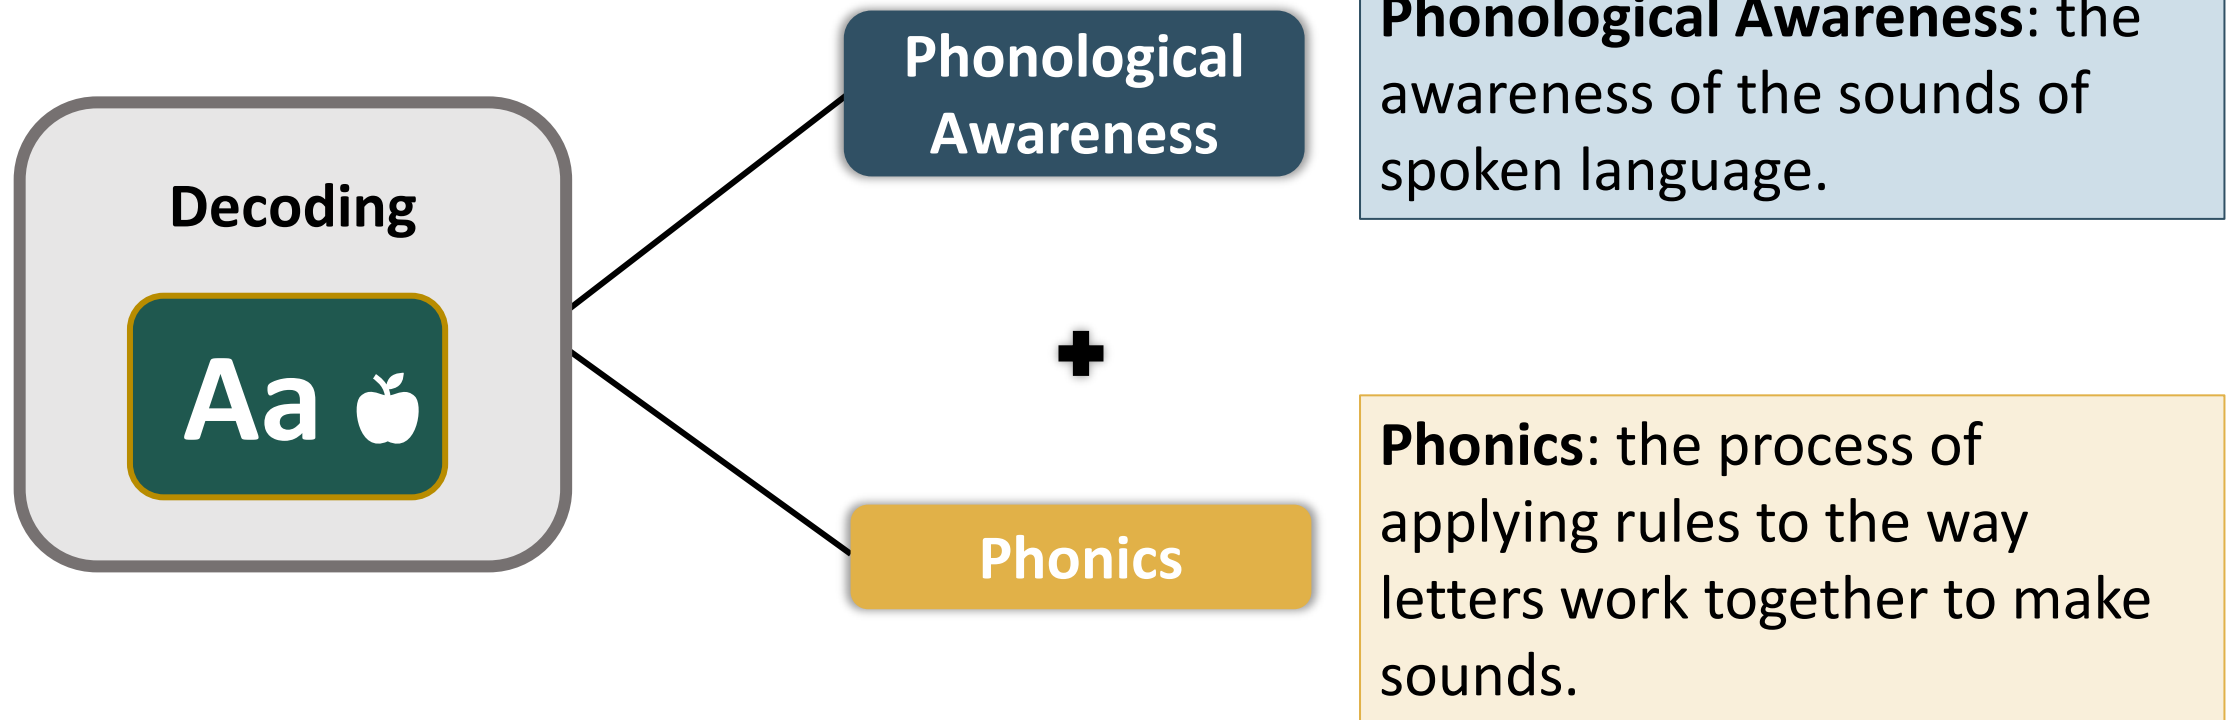 Decoding
Aa
Phonological
Awareness
Phonics
Phonological Awareness: the
awareness of the sounds of
spoken language.
Phonics: the process of
applying rules to the way
letters work together to make
sounds.